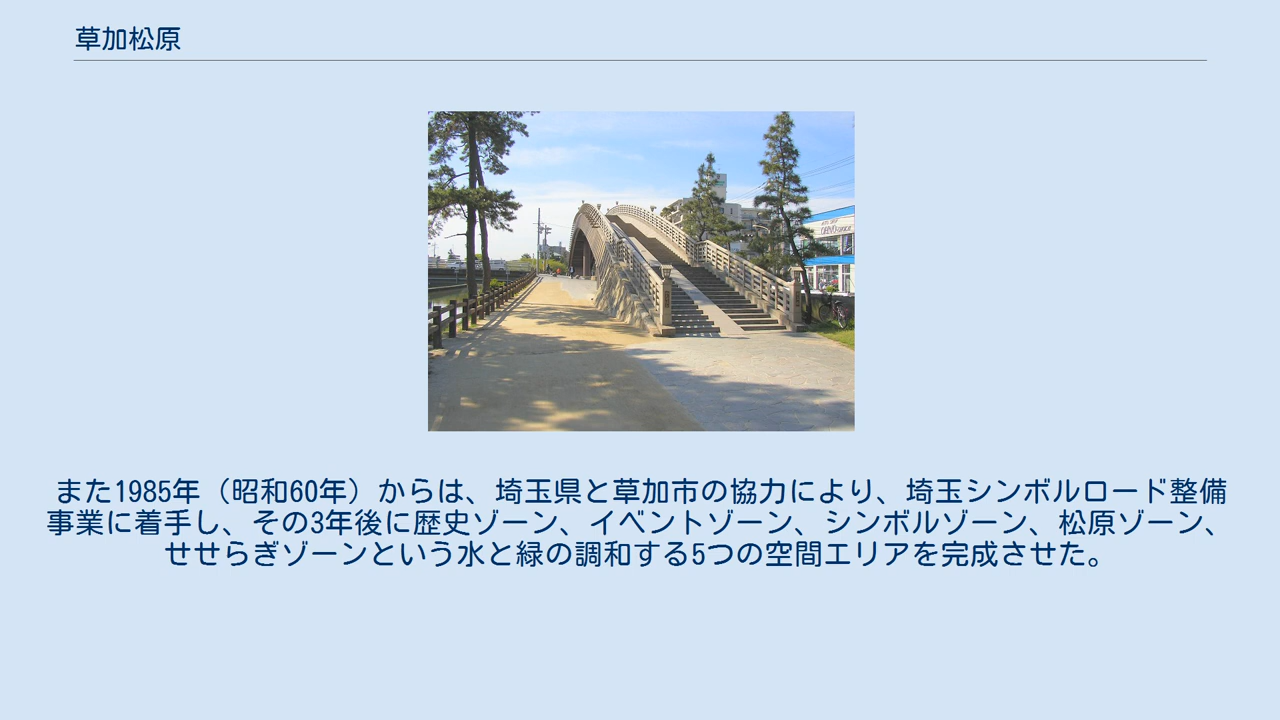 草加松原
また1985年（昭和60年）からは、埼玉県と草加市の協力により、埼玉シンボルロード整備
事業に着手し、その3年後に歴史ゾーン、イベントゾーン、シンボルゾーン、松原ゾーン、
せせらぎゾーンという水と緑の調和する5つの空間エリアを完成させた。